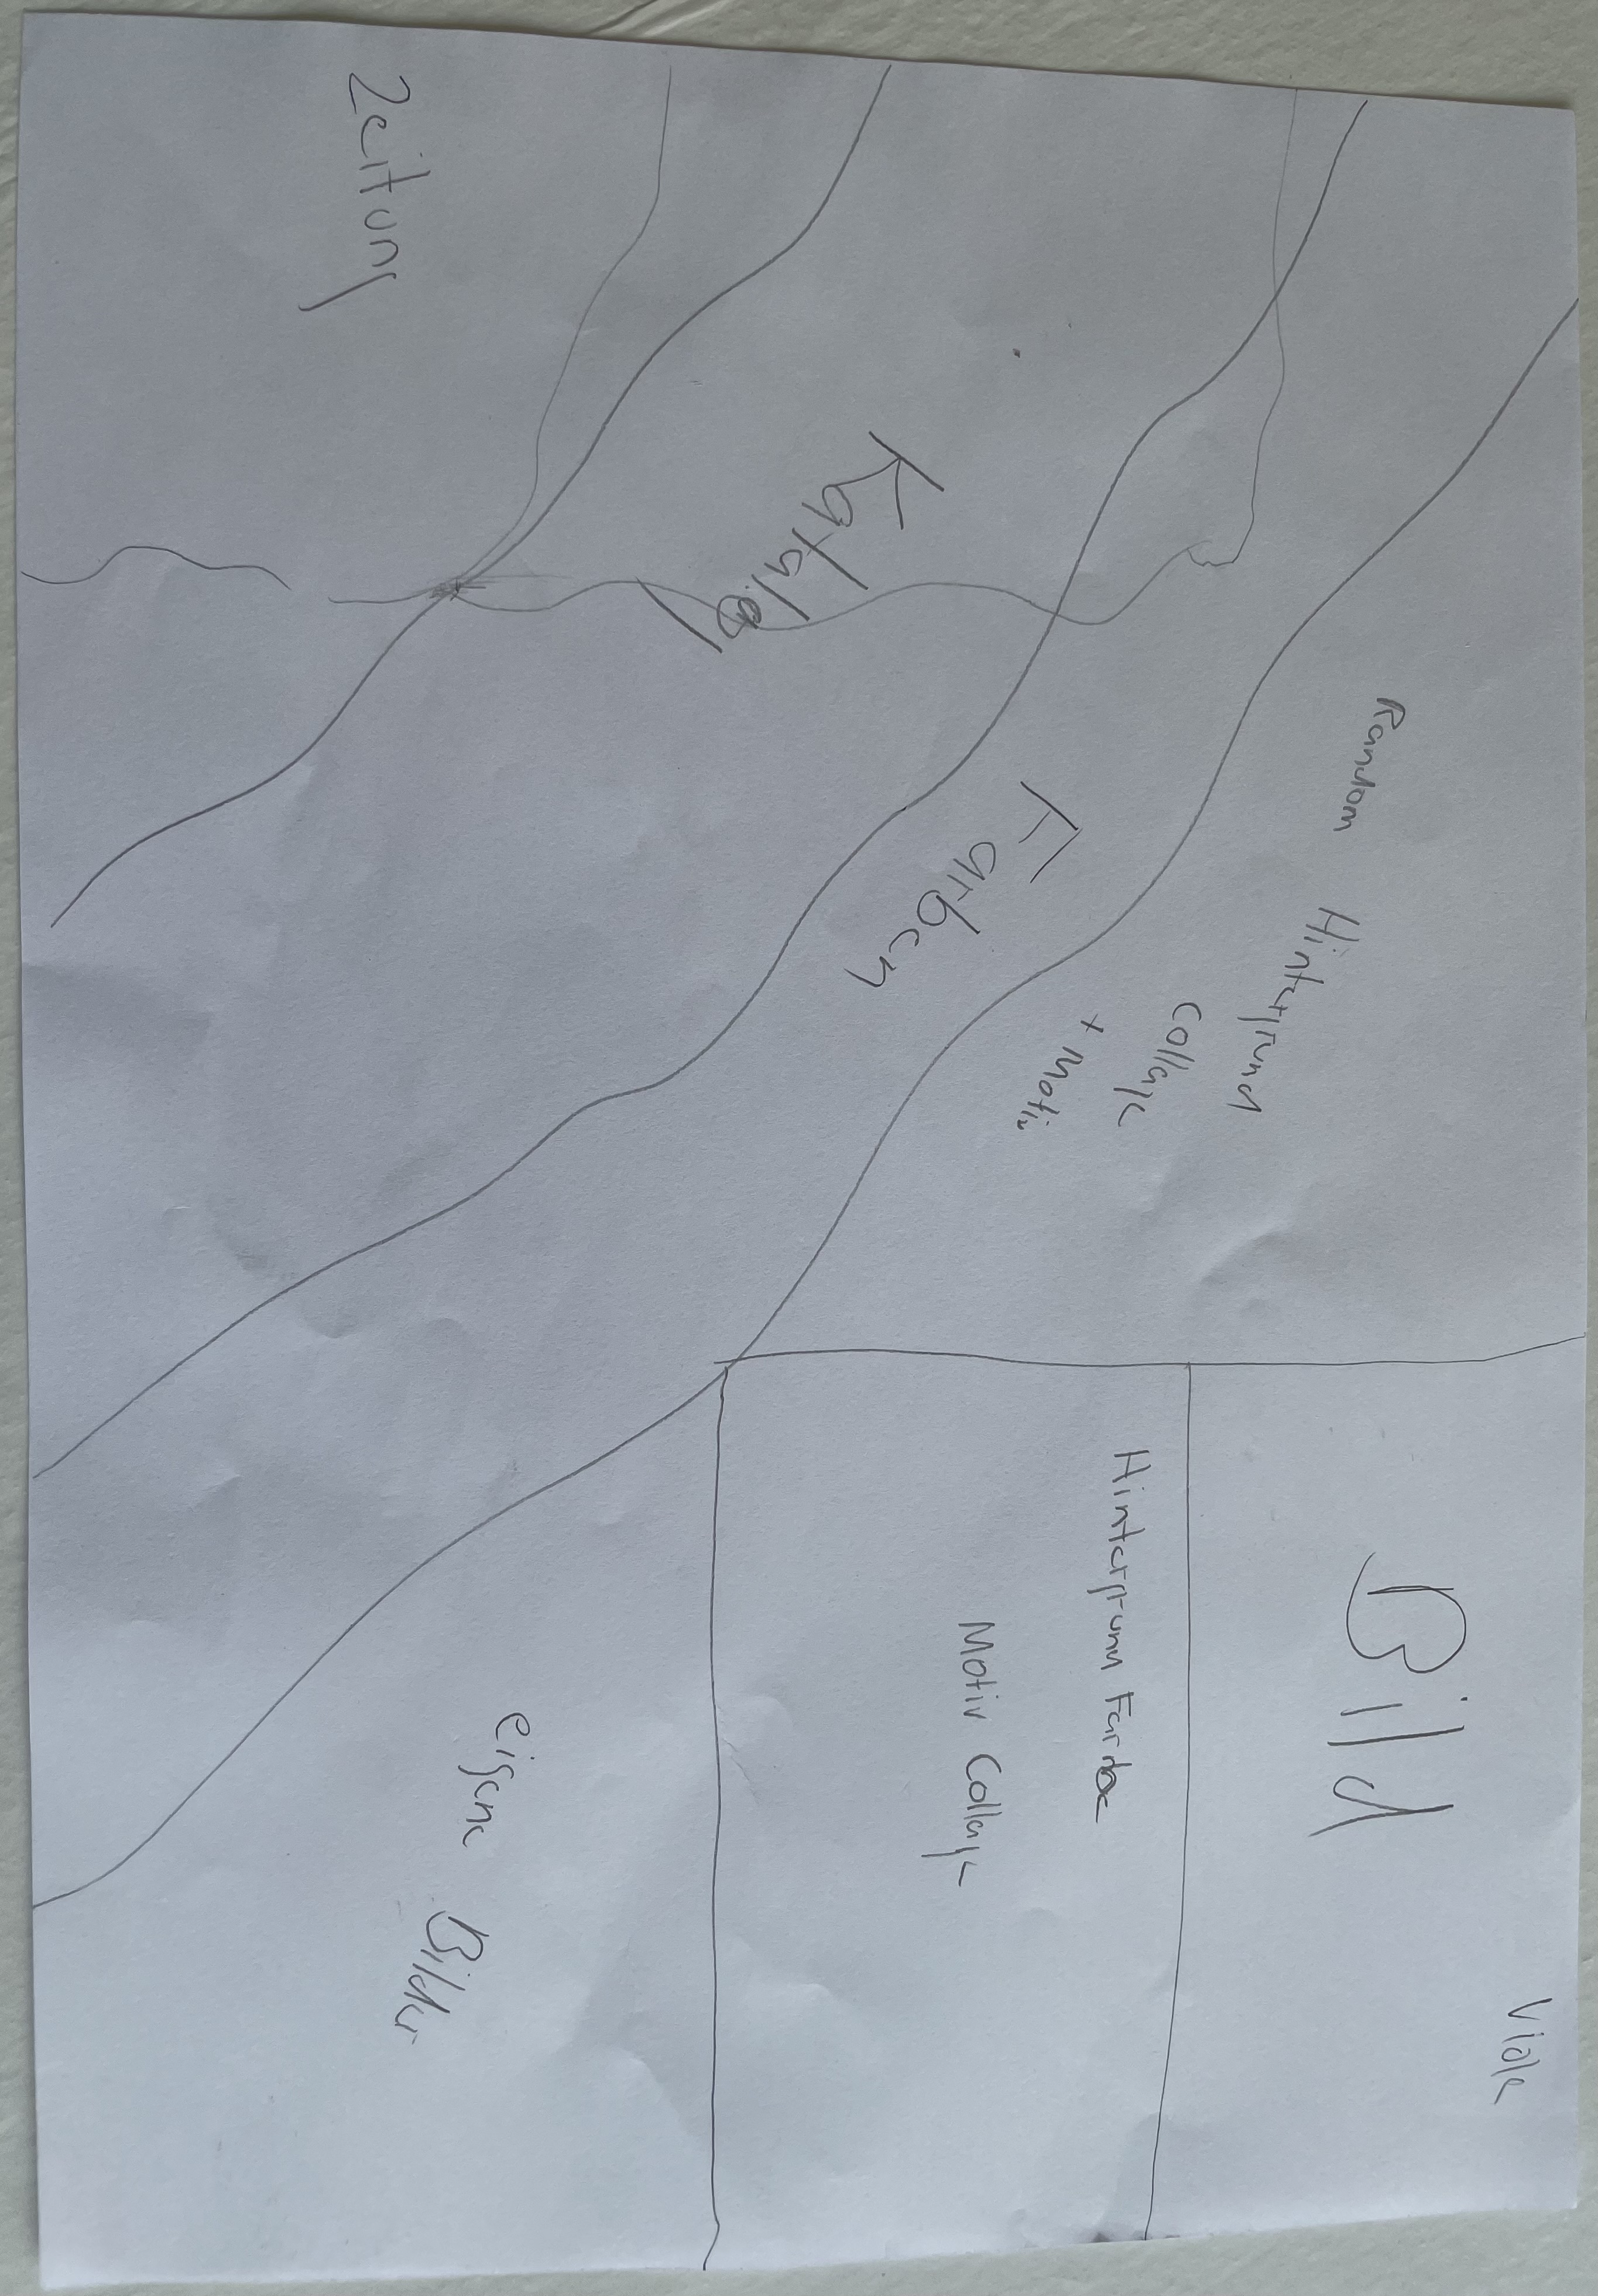 Viola
Bild
Random Hintergrund
Collage
+ Motiv
Hintergrund Farbe
Motiv Collage
Farben
Katalog
eigene Bilder
Zeitung